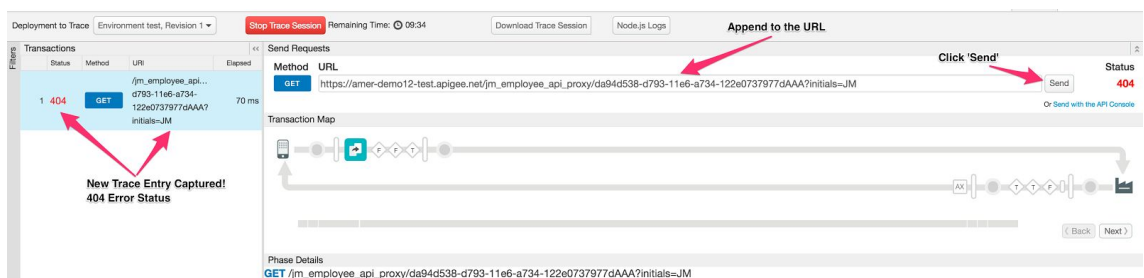 Deployment to Trace Environment test, Revision 1 Stop Trace Session Remaining Time: 09:34 Download Trace Session Node.js Logs
Append to the URL
Filters
Transactions
Status Method URI Elapsed
1 404 GET /jm_employee_api... 70 ms
d793-11e6-a734-
122e0737977dAAA?
initials=JM
New Trace Entry Captured!
404 Error Status
Send Requests
Click 'Send'
Method URL Status
GET https://amer-demo12-test.apigee.net/jm_employee_api_proxy/da94d538-d793-11e6-a734-122e0737977dAAA?initials=JM Send 404
Or Send with the API Console
Transaction Map
F F T
AX T T F
Back Next
Phase Details
GET /jm_employee_api_proxy/da94d538-d793-11e6-a734-122e0737977dAAA?initials=JM